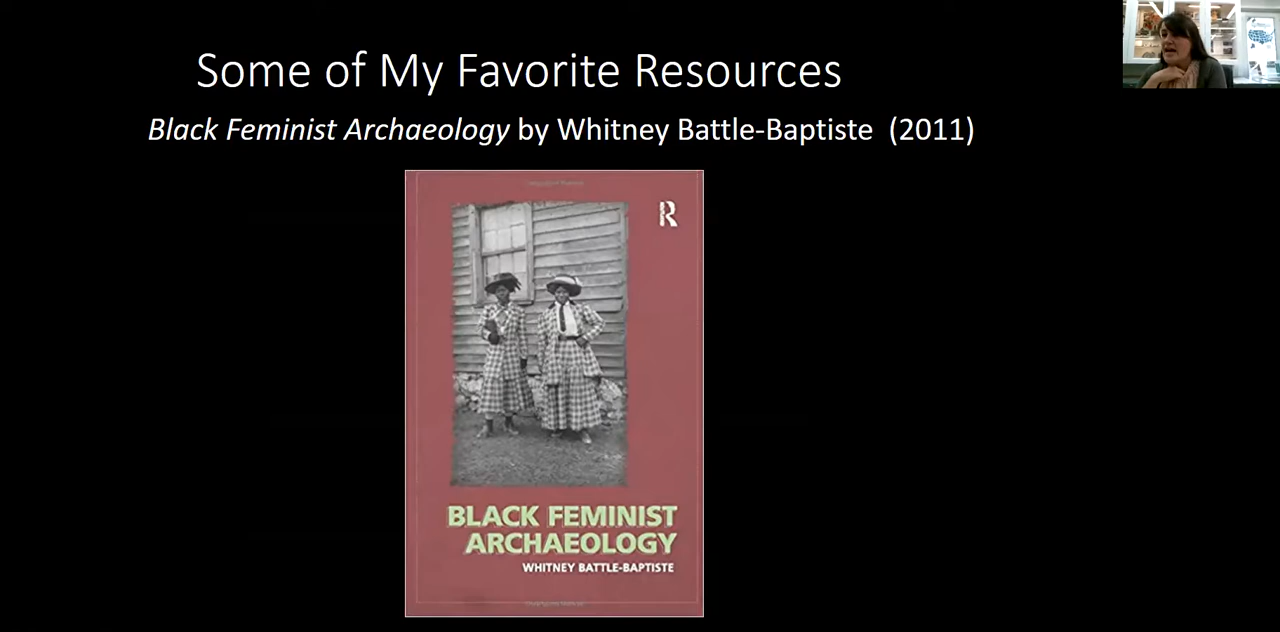 Some of My Favorite Resources
Black Feminist Archaeology by Whitney Battle-Baptiste (2011)
R
BLACK FEMINIST
ARCHAEOLOGY
WHITNEY BATTLE-BAPTISTE